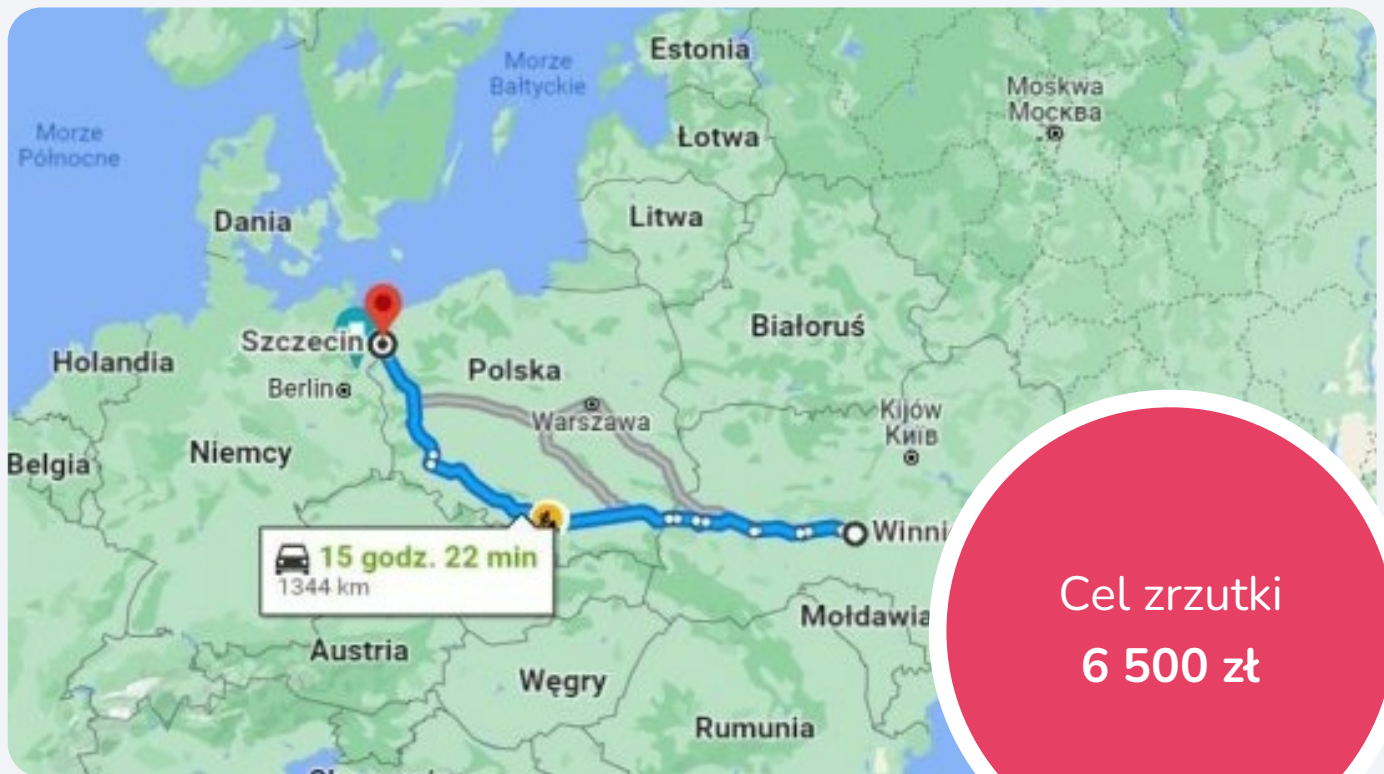 Estonia
Morze
Bałtyckie
Moskwa
Москва
Morze
Północne
Łotwa
Dania
Litwa
Szczecin
Białoruś
Holandia
Polska
Berlin
Warszawa
Kijów
Київ
Belgia
Niemcy
Winni
15 godz. 22 min
1344 km
Cel zrzutki
6 500 zł
Mołdawia
Austria
Węgry
Rumunia